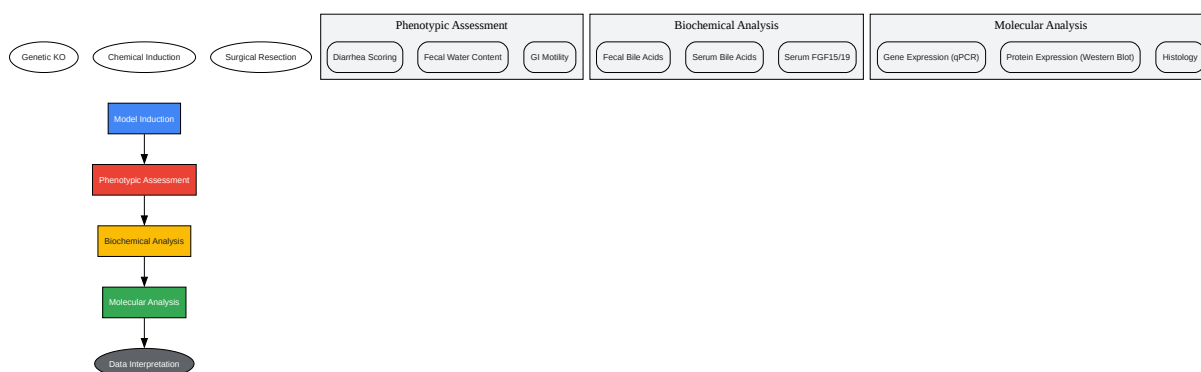 Phenotypic Assessment
Biochemical Analysis
Molecular Analysis
Genetic KO
Chemical Induction
Surgical Resection
Diarrhea Scoring
Fecal Water Content
GI Motility
Fecal Bile Acids
Serum Bile Acids
Serum FGF15/19
Gene Expression (qPCR)
Protein Expression (Western Blot)
Histology
Model Induction
Phenotypic Assessment
Biochemical Analysis
Molecular Analysis
Data Interpretation